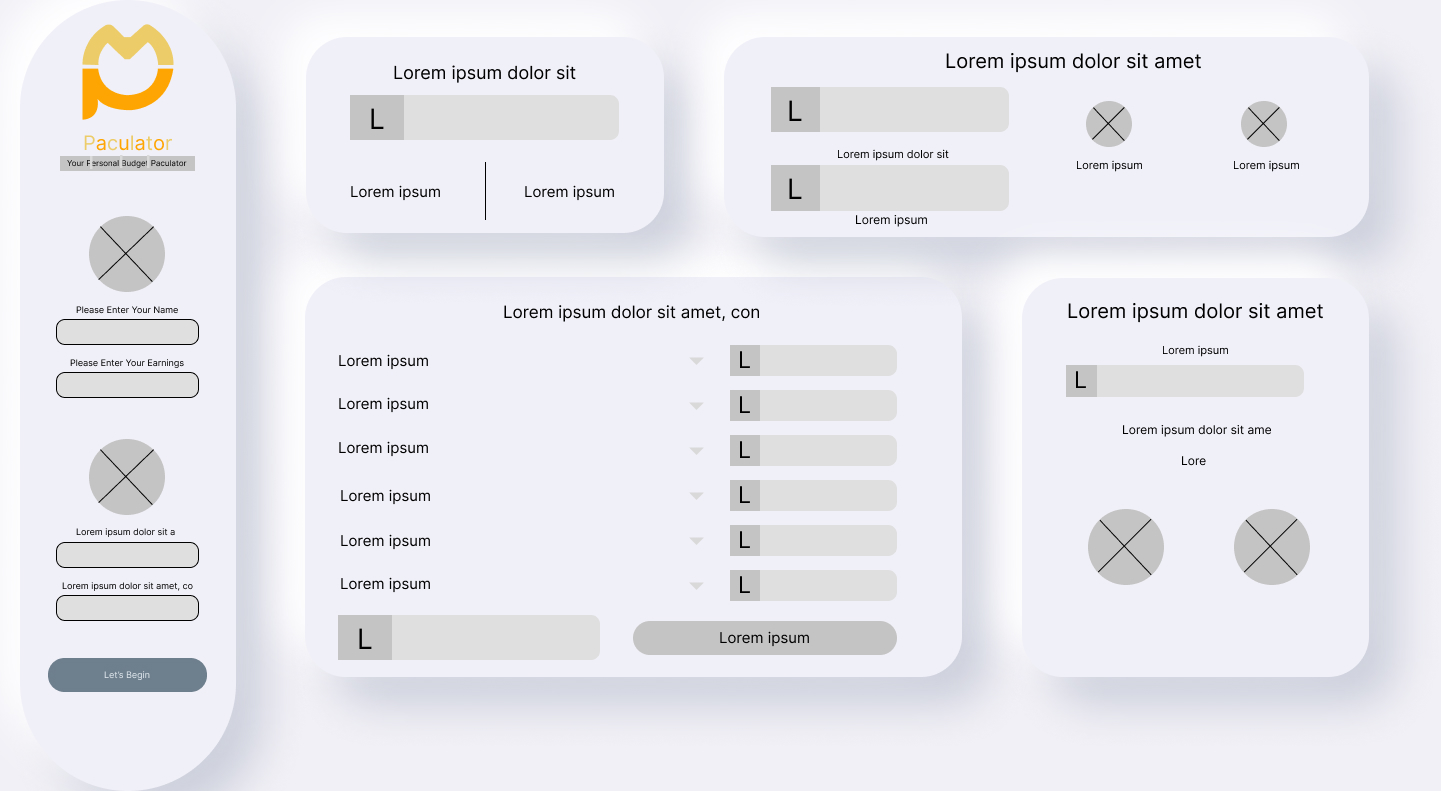 Paculator
Your Personal Budget Paculator
Please Enter Your Name
Please Enter Your Earnings
Lorem ipsum dolor sit a
Lorem ipsum dolor sit amet, co
Let's Begin
Lorem ipsum dolor sit
L
Lorem ipsum
Lorem ipsum
Lorem ipsum dolor sit amet
L
Lorem ipsum dolor sit
L
Lorem ipsum
Lorem ipsum
Lorem ipsum
Lorem ipsum dolor sit amet, con
Lorem ipsum L
Lorem ipsum L
Lorem ipsum L
Lorem ipsum L
Lorem ipsum L
Lorem ipsum L
L
Lorem ipsum
Lorem ipsum dolor sit amet
Lorem ipsum
L
Lorem ipsum dolor sit ame
Lore